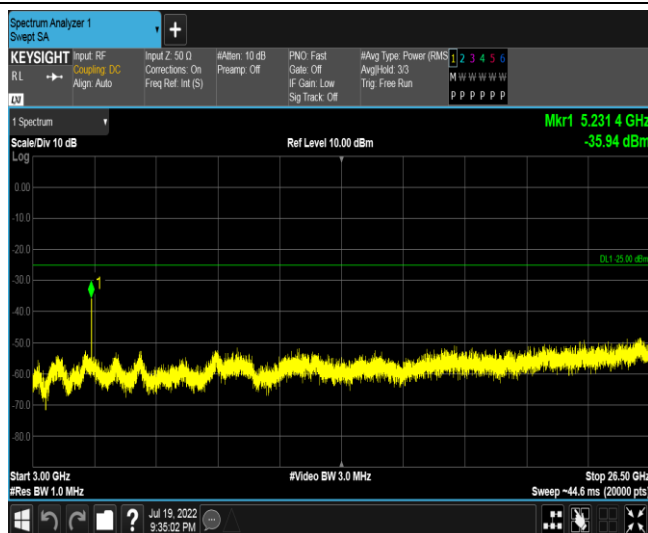 Spectrum Analyzer 1
Swept SA
KEYSIGHT
RL
LXI
Input: RF
Coupling: DC
Align: Auto
Input Z: 50 Ω
Corrections: On
Freq Ref: Int (S)
#Atten: 10 dB
Preamp: Off
PNO: Fast
Gate: Off
IF Gain: Low
Sig Track: Off
#Avg Type: Power (RMS
Avg|Hold: 3/3
Trig: Free Run
1 2 3 4 5 6
M W W W W W
P P P P P P
1 Spectrum
Mkr1 5.231 4 GHz
Scale/Div 10 dB
Ref Level 10.00 dBm
-35.94 dBm
Log
0.00
-10.0
-20.0
DL1 -25.00 dBm
-30.0
1
-40.0
-50.0
-60.0
-70.0
-80.0
Start 3.00 GHz
#Video BW 3.0 MHz
Stop 26.50 GHz
#Res BW 1.0 MHz
Sweep ~44.6 ms (20000 pts)
?
Jul 19, 2022
9:35:02 PM